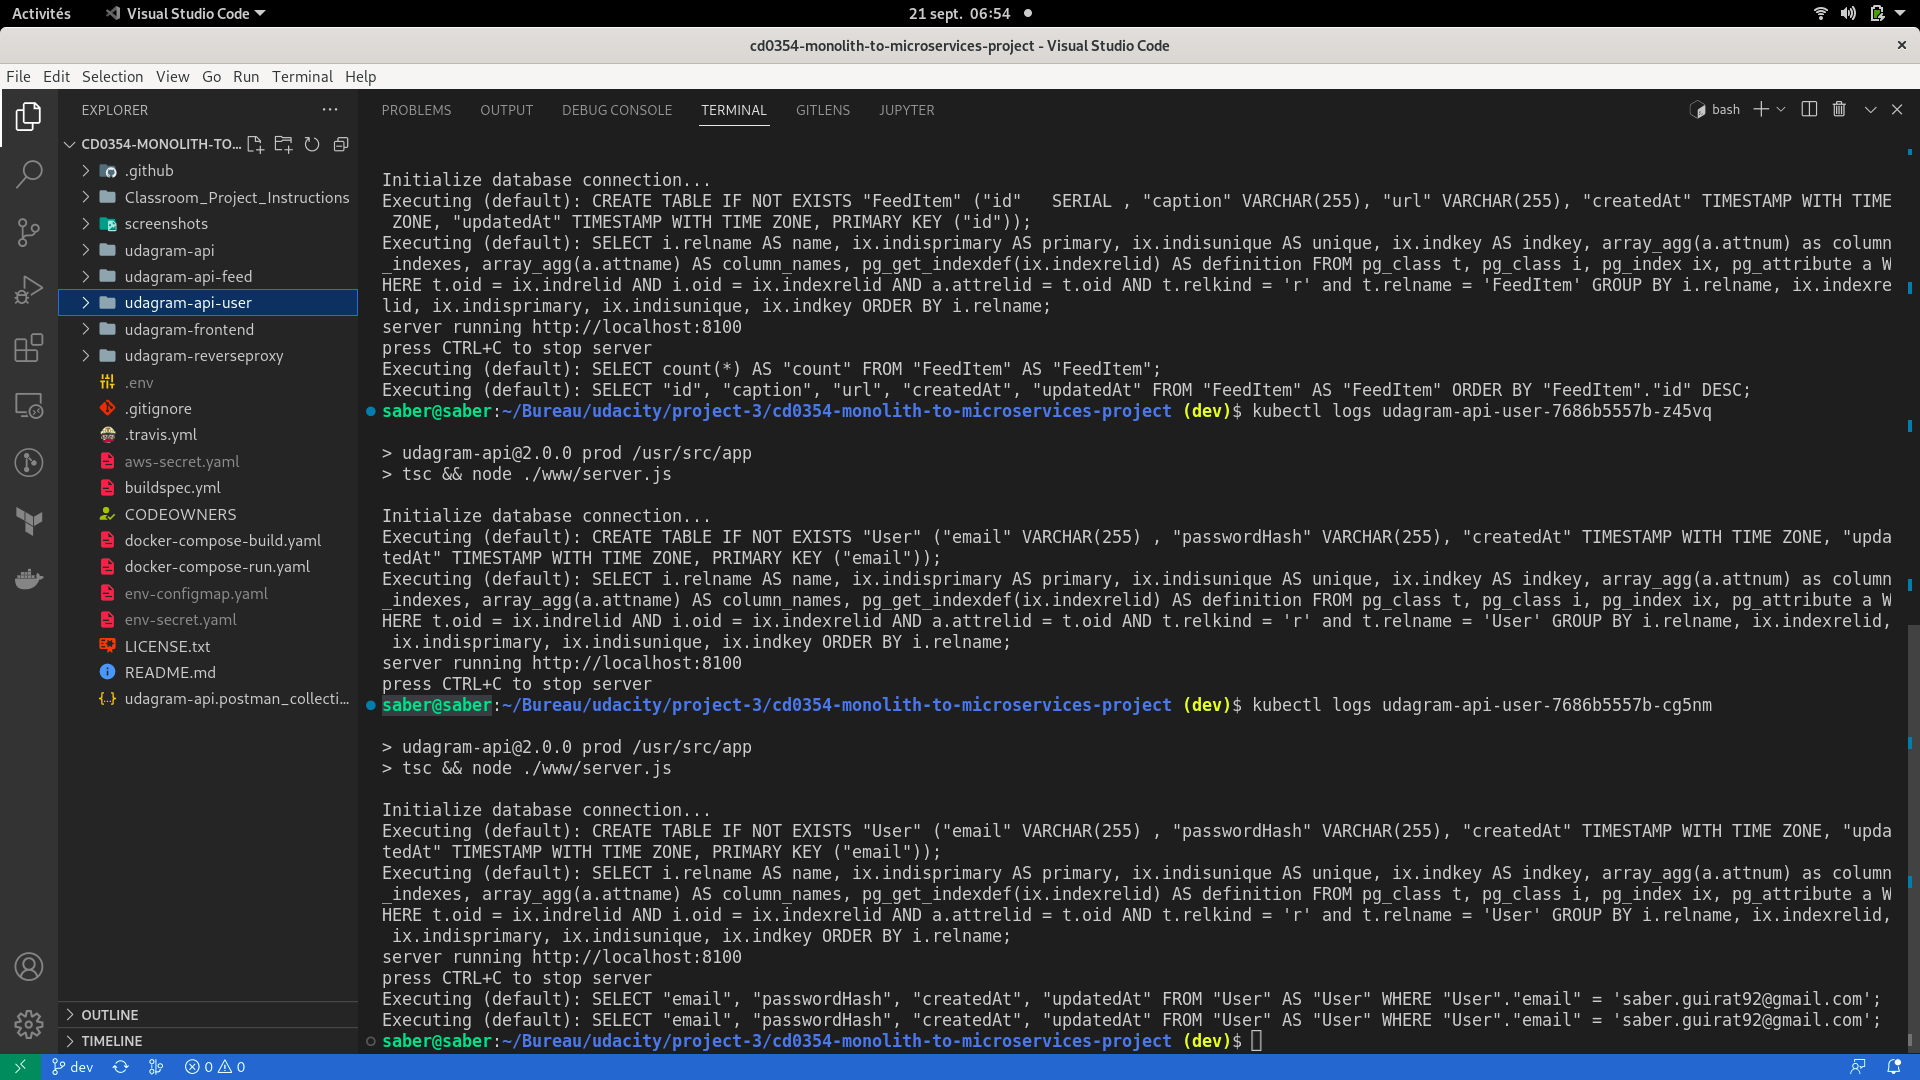 Activités
Visual Studio Code
21 sept. 06:54
cd0354-monolith-to-microservices-project - Visual Studio Code
File Edit Selection View Go Run Terminal Help
EXPLORER
CD0354-MONOLITH-TO...
.github
Classroom_Project_Instructions
screenshots
udagram-api
udagram-api-feed
udagram-api-user
udagram-frontend
udagram-reverseproxy
.env
.gitignore
.travis.yml
aws-secret.yaml
buildspec.yml
CODEOWNERS
docker-compose-build.yaml
docker-compose-run.yaml
env-configmap.yaml
env-secret.yaml
LICENSE.txt
README.md
udagram-api.postman_collecti...
OUTLINE
TIMELINE
PROBLEMS OUTPUT DEBUG CONSOLE TERMINAL GITLENS JUPYTER
bash
Initialize database connection...
Executing (default): CREATE TABLE IF NOT EXISTS "FeedItem" ("id"   SERIAL , "caption" VARCHAR(255), "url" VARCHAR(255), "createdAt" TIMESTAMP WITH TIME
 ZONE, "updatedAt" TIMESTAMP WITH TIME ZONE, PRIMARY KEY ("id"));
Executing (default): SELECT i.relname AS name, ix.indisprimary AS primary, ix.indisunique AS unique, ix.indkey AS indkey, array_agg(a.attnum) as column
_indexes, array_agg(a.attname) AS column_names, pg_get_indexdef(ix.indexrelid) AS definition FROM pg_class t, pg_class i, pg_index ix, pg_attribute a W
HERE t.oid = ix.indrelid AND i.oid = ix.indexrelid AND a.attrelid = t.oid AND t.relkind = 'r' and t.relname = 'FeedItem' GROUP BY i.relname, ix.indexre
lid, ix.indisprimary, ix.indisunique, ix.indkey ORDER BY i.relname;
server running http://localhost:8100
press CTRL+C to stop server
Executing (default): SELECT count(*) AS "count" FROM "FeedItem" AS "FeedItem";
Executing (default): SELECT "id", "caption", "url", "createdAt", "updatedAt" FROM "FeedItem" AS "FeedItem" ORDER BY "FeedItem"."id" DESC;
saber@saber:~/Bureau/udacity/project-3/cd0354-monolith-to-microservices-project (dev)$ kubectl logs udagram-api-user-7686b5557b-z45vq
> udagram-api@2.0.0 prod /usr/src/app
> tsc && node ./www/server.js
Initialize database connection...
Executing (default): CREATE TABLE IF NOT EXISTS "User" ("email" VARCHAR(255) , "passwordHash" VARCHAR(255), "createdAt" TIMESTAMP WITH TIME ZONE, "upda
tedAt" TIMESTAMP WITH TIME ZONE, PRIMARY KEY ("email"));
Executing (default): SELECT i.relname AS name, ix.indisprimary AS primary, ix.indisunique AS unique, ix.indkey AS indkey, array_agg(a.attnum) as column
_indexes, array_agg(a.attname) AS column_names, pg_get_indexdef(ix.indexrelid) AS definition FROM pg_class t, pg_class i, pg_index ix, pg_attribute a W
HERE t.oid = ix.indrelid AND i.oid = ix.indexrelid AND a.attrelid = t.oid AND t.relkind = 'r' and t.relname = 'User' GROUP BY i.relname, ix.indexrelid,
 ix.indisprimary, ix.indisunique, ix.indkey ORDER BY i.relname;
server running http://localhost:8100
press CTRL+C to stop server
saber@saber:~/Bureau/udacity/project-3/cd0354-monolith-to-microservices-project (dev)$ kubectl logs udagram-api-user-7686b5557b-cg5nm
> udagram-api@2.0.0 prod /usr/src/app
> tsc && node ./www/server.js
Initialize database connection...
Executing (default): CREATE TABLE IF NOT EXISTS "User" ("email" VARCHAR(255) , "passwordHash" VARCHAR(255), "createdAt" TIMESTAMP WITH TIME ZONE, "upda
tedAt" TIMESTAMP WITH TIME ZONE, PRIMARY KEY ("email"));
Executing (default): SELECT i.relname AS name, ix.indisprimary AS primary, ix.indisunique AS unique, ix.indkey AS indkey, array_agg(a.attnum) as column
_indexes, array_agg(a.attname) AS column_names, pg_get_indexdef(ix.indexrelid) AS definition FROM pg_class t, pg_class i, pg_index ix, pg_attribute a W
HERE t.oid = ix.indrelid AND i.oid = ix.indexrelid AND a.attrelid = t.oid AND t.relkind = 'r' and t.relname = 'User' GROUP BY i.relname, ix.indexrelid,
 ix.indisprimary, ix.indisunique, ix.indkey ORDER BY i.relname;
server running http://localhost:8100
press CTRL+C to stop server
Executing (default): SELECT "email", "passwordHash", "createdAt", "updatedAt" FROM "User" AS "User" WHERE "User"."email" = 'saber.guirat92@gmail.com';
Executing (default): SELECT "email", "passwordHash", "createdAt", "updatedAt" FROM "User" AS "User" WHERE "User"."email" = 'saber.guirat92@gmail.com';
saber@saber:~/Bureau/udacity/project-3/cd0354-monolith-to-microservices-project (dev)$
dev
0 0